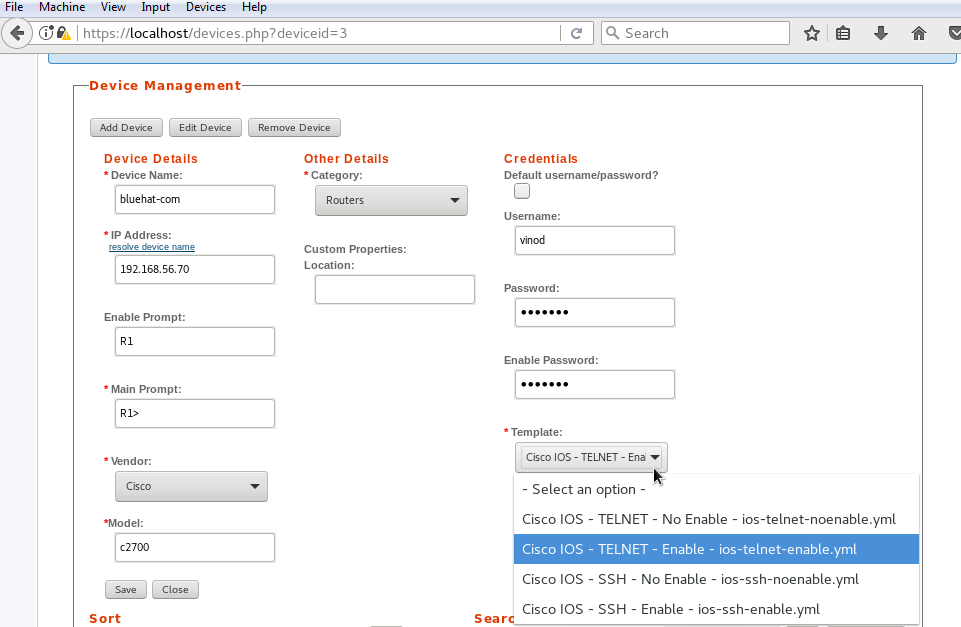 File Machine View Input Devices Help
https://localhost/devices.php?deviceid=3
Search
Device Management
Add Device Edit Device Remove Device
Device Details
* Device Name:
bluehat-com
* IP Address:
resolve device name
192.168.56.70
Enable Prompt:
R1
* Main Prompt:
R1>
* Vendor:
Cisco
*Model:
c2700
Save Close
Other Details
* Category:
Routers
Custom Properties:
Location:
Credentials
Default username/password?
Username:
vinod
Password:
•••••••
Enable Password:
•••••••
* Template:
Cisco IOS - TELNET - Enal
- Select an option -
Cisco IOS - TELNET - No Enable - ios-telnet-noenable.yml
Cisco IOS - TELNET - Enable - ios-telnet-enable.yml
Cisco IOS - SSH - No Enable - ios-ssh-noenable.yml
Cisco IOS - SSH - Enable - ios-ssh-enable.yml
Sort
Searc